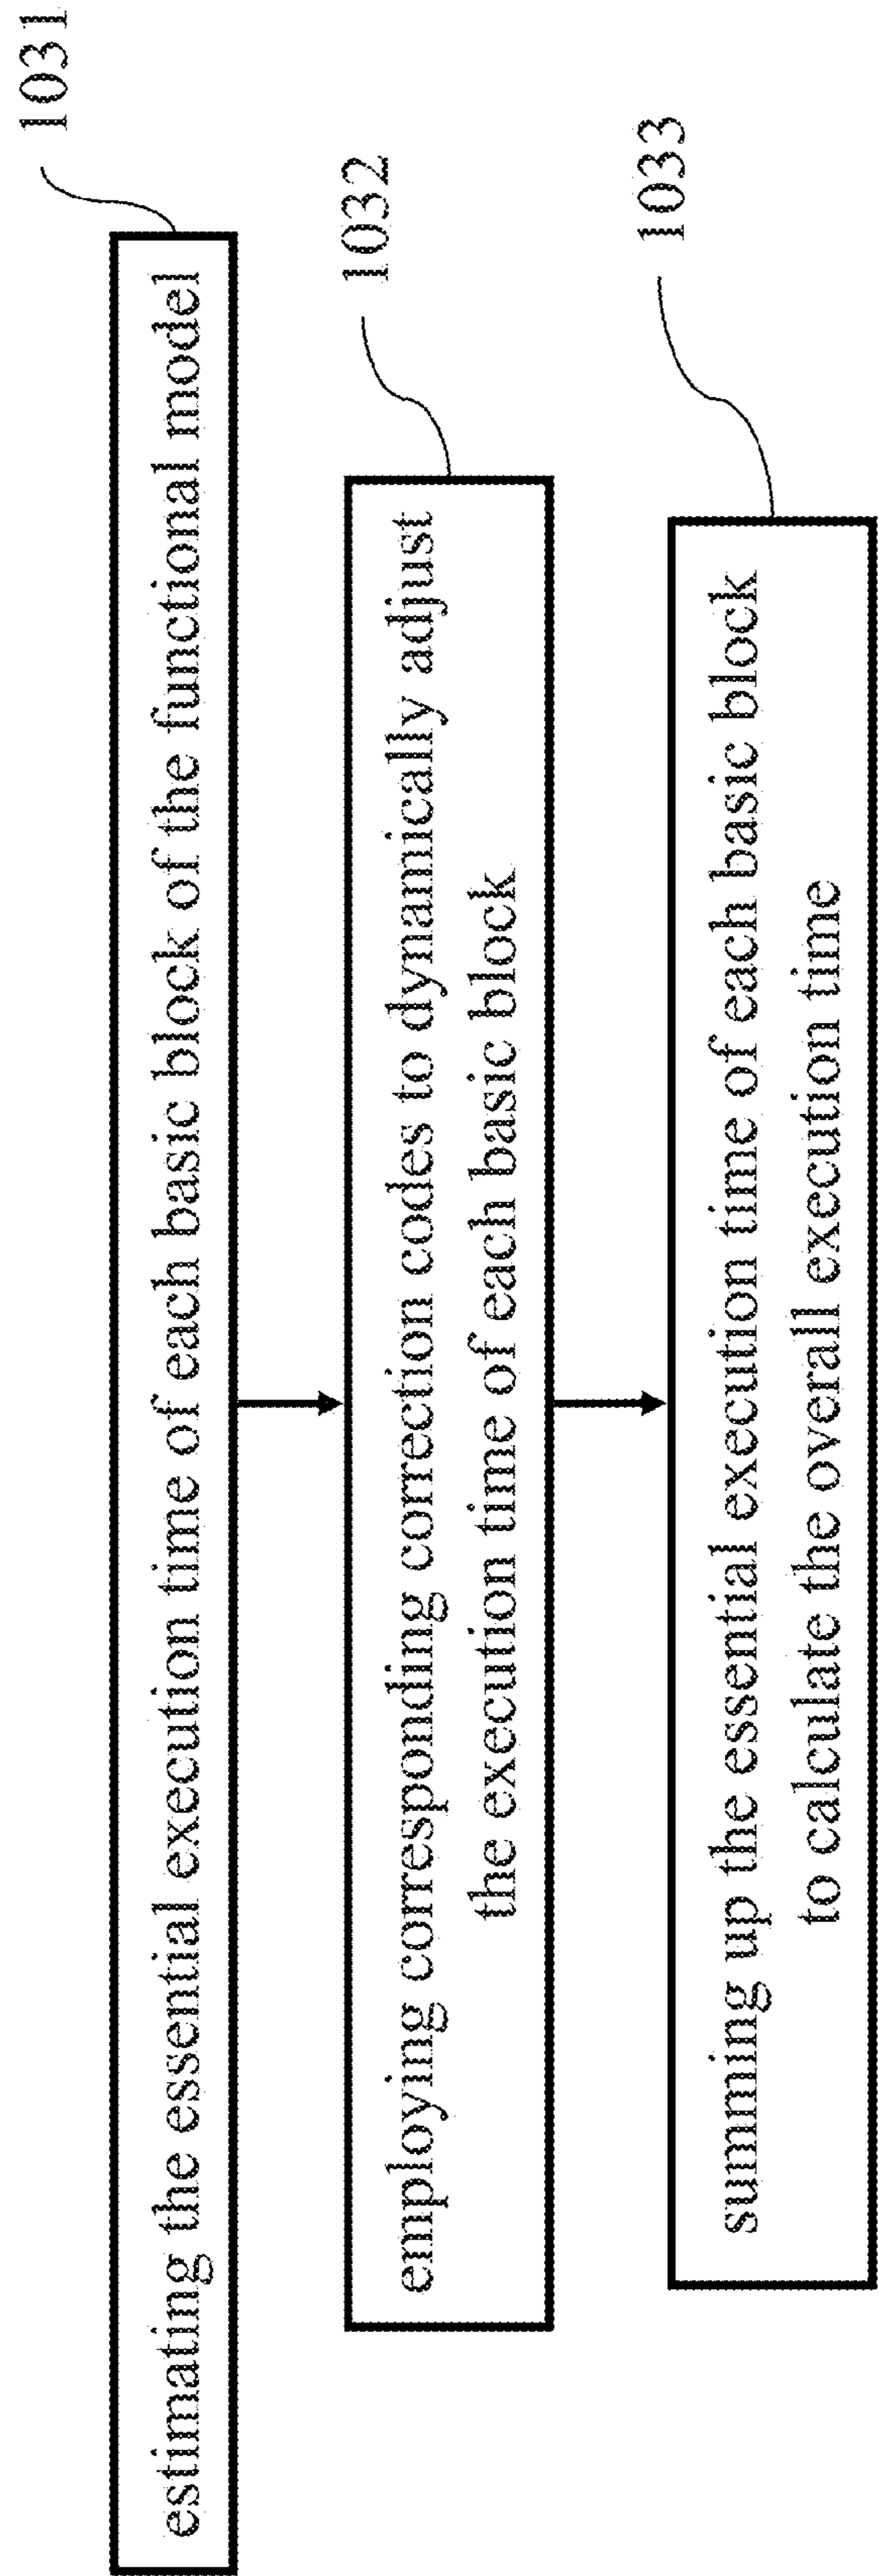 1031
estimating the essential execution time of each basic block of the functional model
1032
employing corresponding correction codes to dynamically adjust
the execution time of each basic block
1033
summing up the essential execution time of each basic block
to calculate the overall execution time